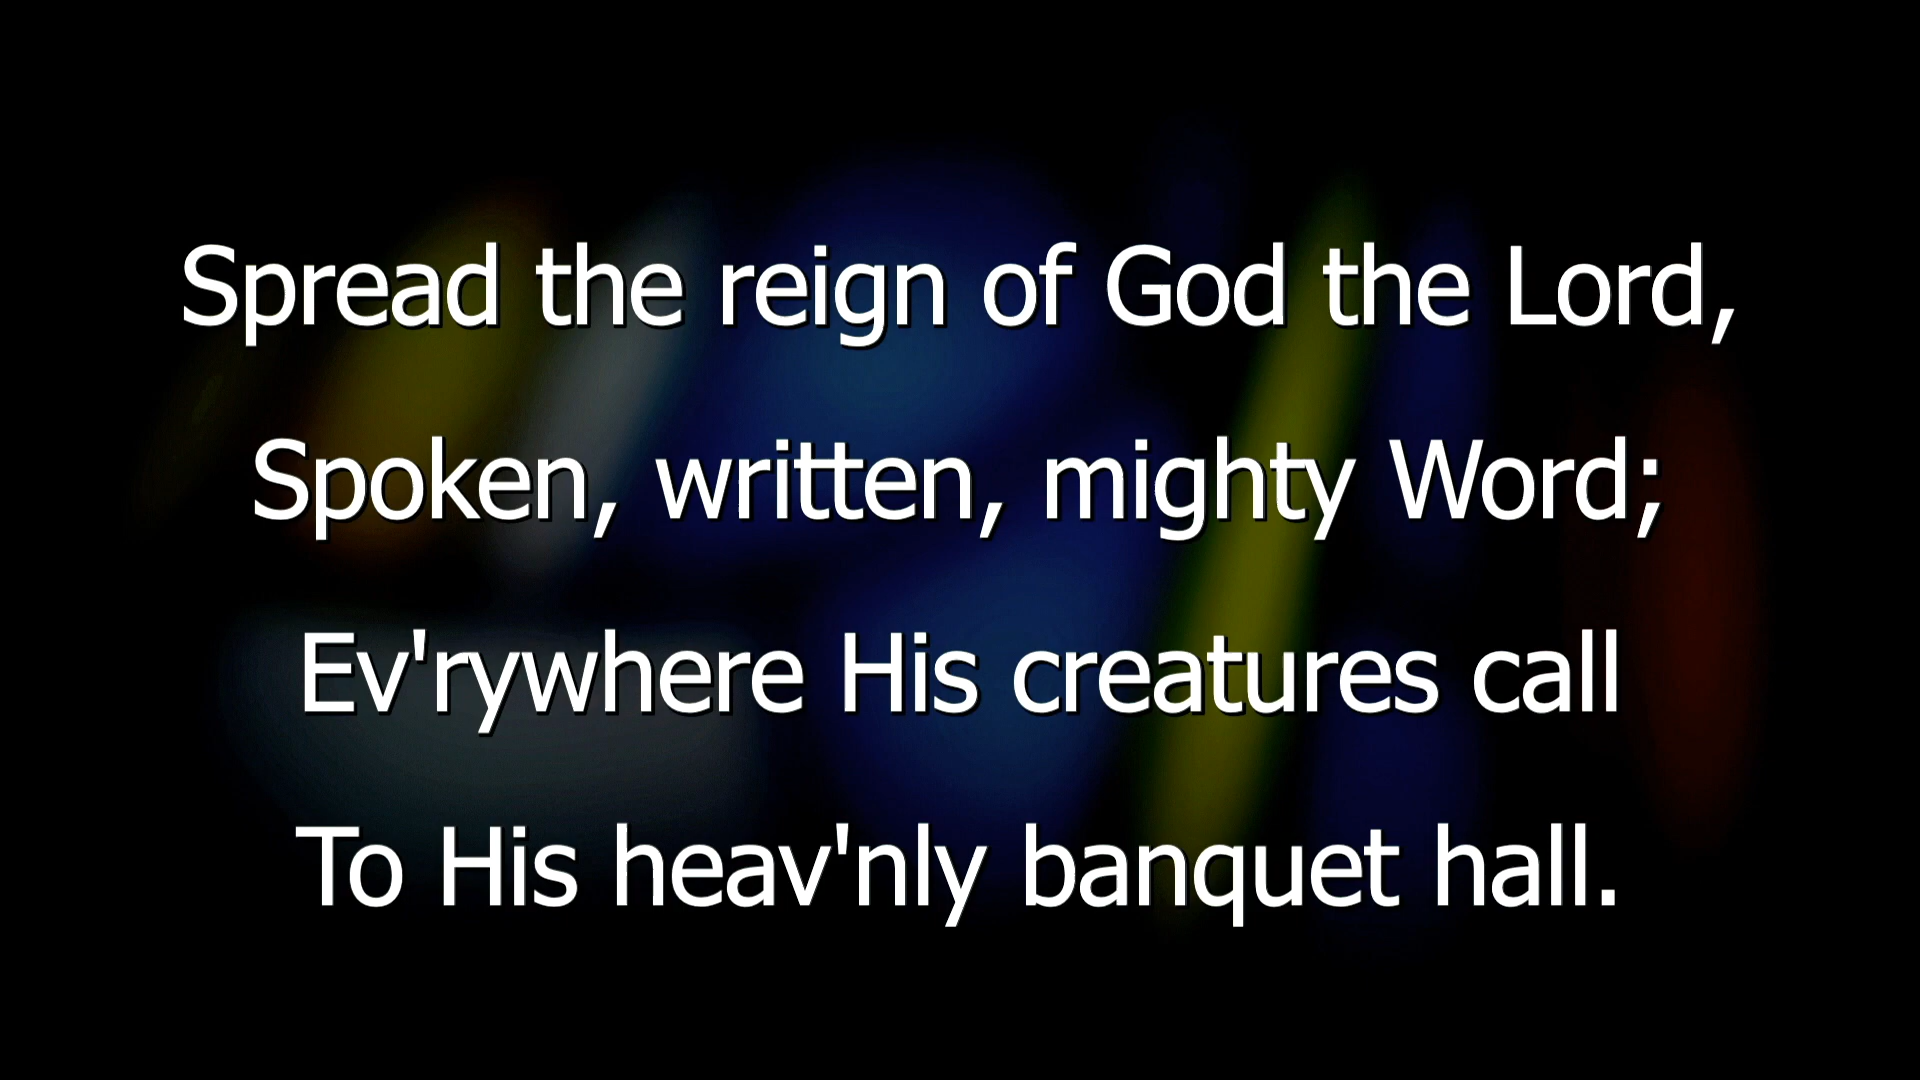 Spread the reign of God the Lord,
Spoken, written, mighty Word;
Ev'rywhere His creatures call
To His heav'nly banquet hall.